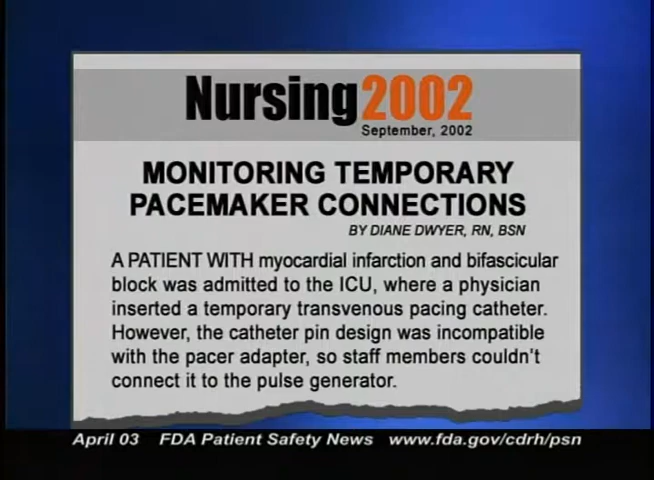 Nursing2002
September, 2002
MONITORING TEMPORARY
PACEMAKER CONNECTIONS
BY DIANE DWYER, RN, BSN
A PATIENT WITH myocardial infarction and bifascicular
block was admitted to the ICU, where a physician
inserted a temporary transvenous pacing catheter.
However, the catheter pin design was incompatible
with the pacer adapter, so staff members couldn't
connect it to the pulse generator.
April 03 FDA Patient Safety News www.fda.gov/cdrh/psn